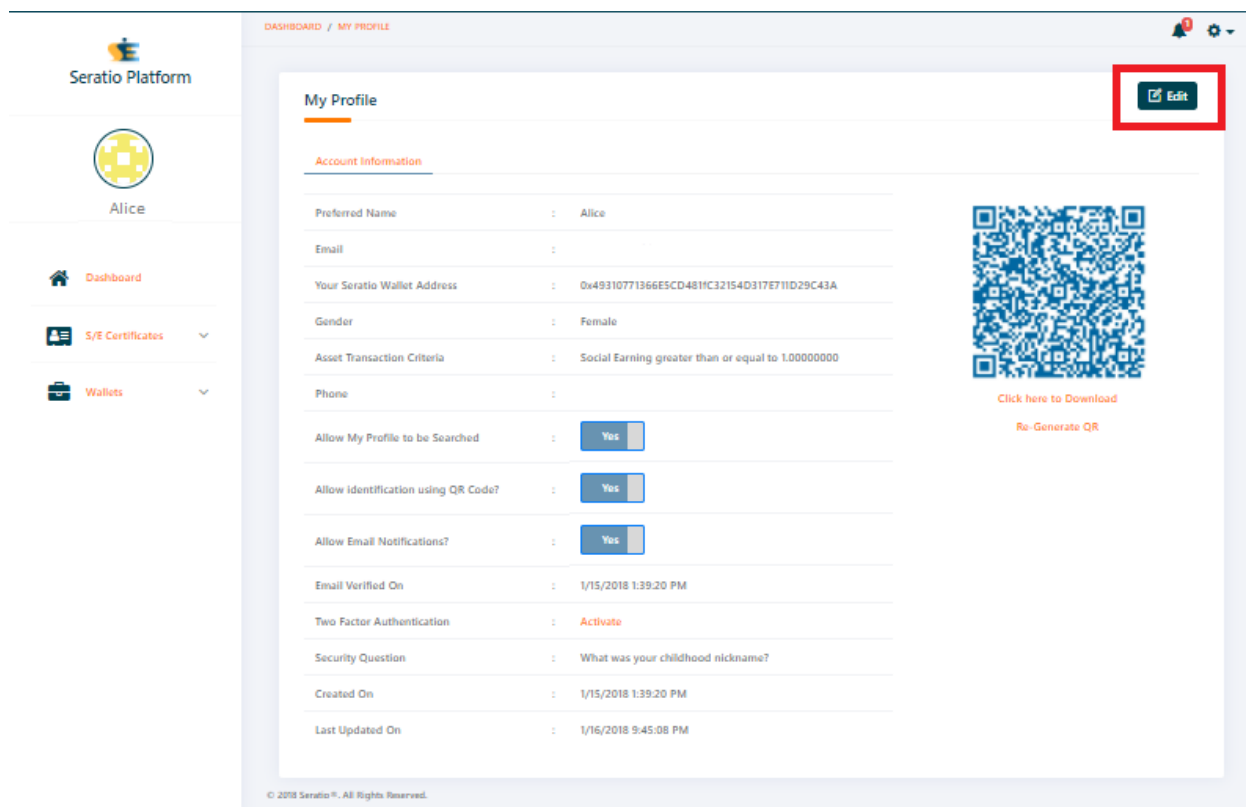 DASHBOARD / MY PROFILE
1
Seratio Platform
Alice
Dashboard
S/E Certificates
Wallets
My Profile
Edit
Account Information
Preferred Name : Alice
Email :
Your Seratio Wallet Address : 0x49310771366E5CD481fC32154D317E711D29C43A
Gender : Female
Asset Transaction Criteria : Social Earning greater than or equal to 1.00000000
Phone :
Allow My Profile to be Searched : Yes
Allow identification using QR Code? : Yes
Allow Email Notifications? : Yes
Email Verified On : 1/15/2018 1:39:20 PM
Two Factor Authentication : Activate
Security Question : What was your childhood nickname?
Created On : 1/15/2018 1:39:20 PM
Last Updated On : 1/16/2018 9:45:08 PM
Click here to Download
Re-Generate QR
© 2018 Seratio®. All Rights Reserved.